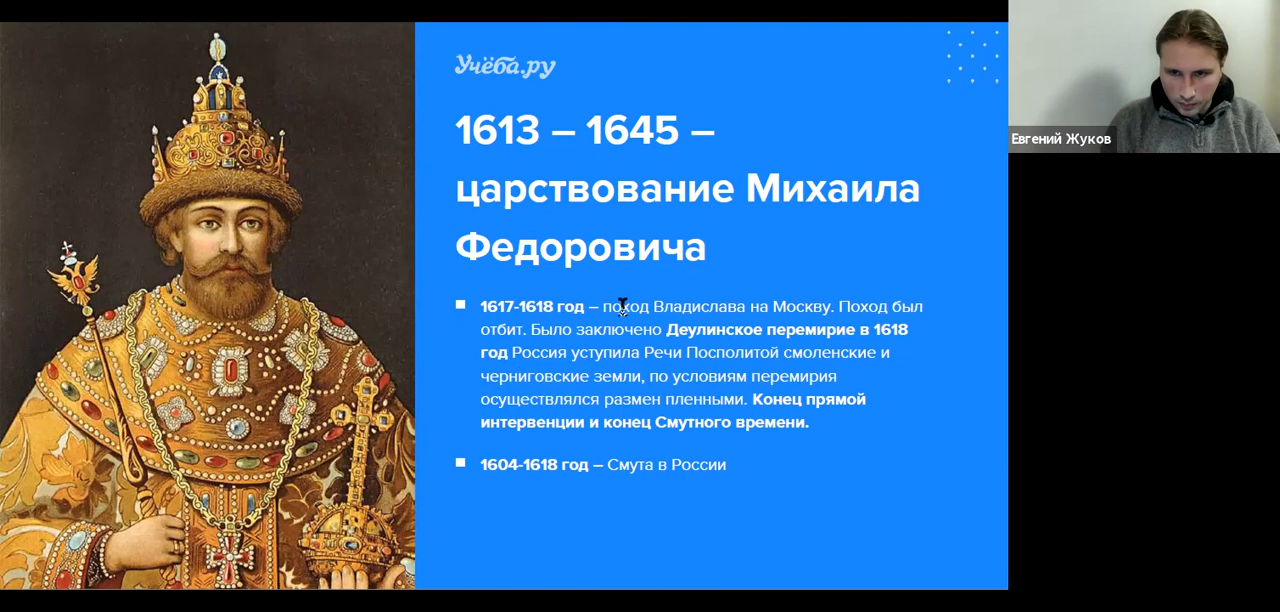 Учёба.ру
1613 – 1645 –
царствование Михаила
Федоровича
1617-1618 год – поход Владислава на Москву. Поход был
отбит. Было заключено Деулинское перемирие в 1618
год Россия уступила Речи Посполитой смоленские и
черниговские земли, по условиям перемирия
осуществлялся размен пленными. Конец прямой
интервенции и конец Смутного времени.
1604-1618 год – Смута в России
Евгений Жуков